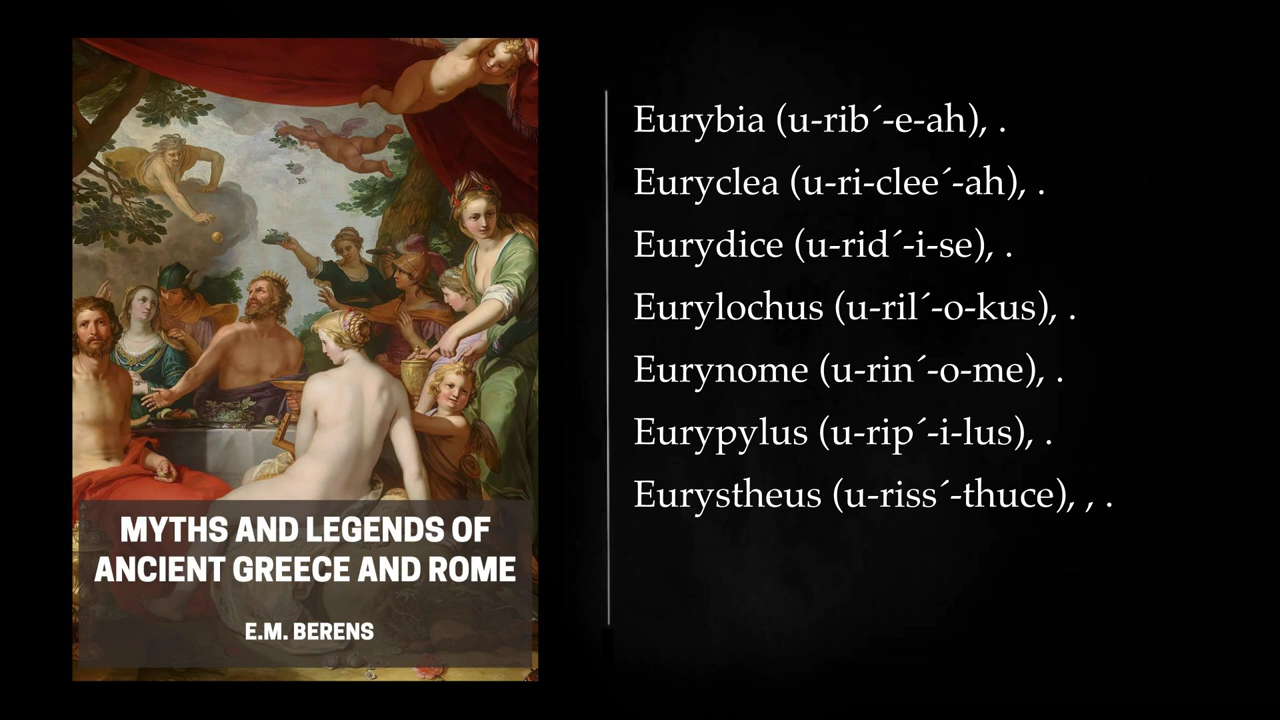 MYTHS AND LEGENDS OF
ANCIENT GREECE AND ROME
E.M. BERENS
Eurybia (u-rib´-e-ah), .
Euryclea (u-ri-clee´-ah), .
Eurydice (u-rid´-i-se), .
Eurylochus (u-ril´-o-kus), .
Eurynome (u-rin´-o-me), .
Eurypylus (u-rip´-i-lus), .
Eurystheus (u-riss´-thuce), , .